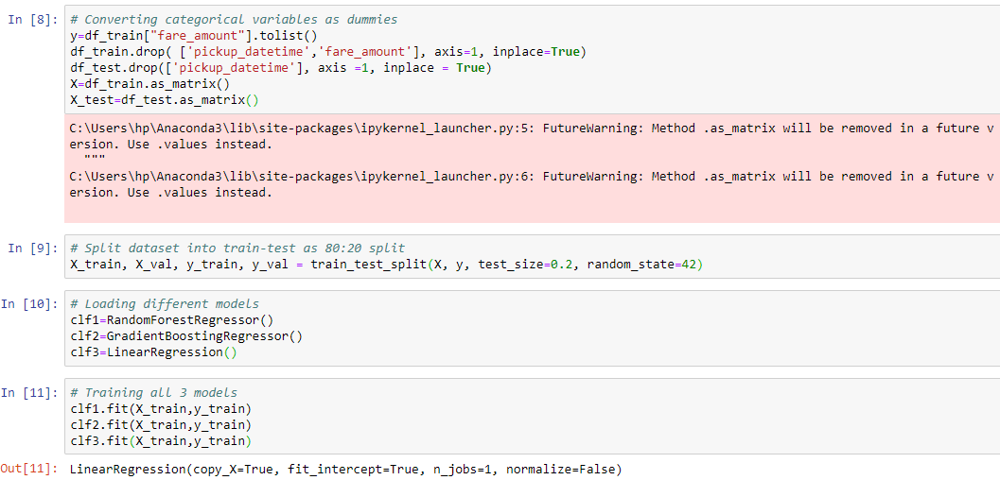 In [8]: # Converting categorical variables as dummies
y=df_train["fare_amount"].tolist()
df_train.drop( ['pickup_datetime','fare_amount'], axis=1, inplace=True)
df_test.drop(['pickup_datetime'], axis =1, inplace = True)
X=df_train.as_matrix()
X_test=df_test.as_matrix()
C:\Users\hp\Anaconda3\lib\site-packages\ipykernel_launcher.py:5: FutureWarning: Method .as_matrix will be removed in a future v
ersion. Use .values instead.
"""
C:\Users\hp\Anaconda3\lib\site-packages\ipykernel_launcher.py:6: FutureWarning: Method .as_matrix will be removed in a future v
ersion. Use .values instead.
In [9]: # Split dataset into train-test as 80:20 split
X_train, X_val, y_train, y_val = train_test_split(X, y, test_size=0.2, random_state=42)
In [10]: # Loading different models
clf1=RandomForestRegressor()
clf2=GradientBoostingRegressor()
clf3=LinearRegression()
In [11]: # Training all 3 models
clf1.fit(X_train,y_train)
clf2.fit(X_train,y_train)
clf3.fit(X_train,y_train)
Out[11]: LinearRegression(copy_X=True, fit_intercept=True, n_jobs=1, normalize=False)